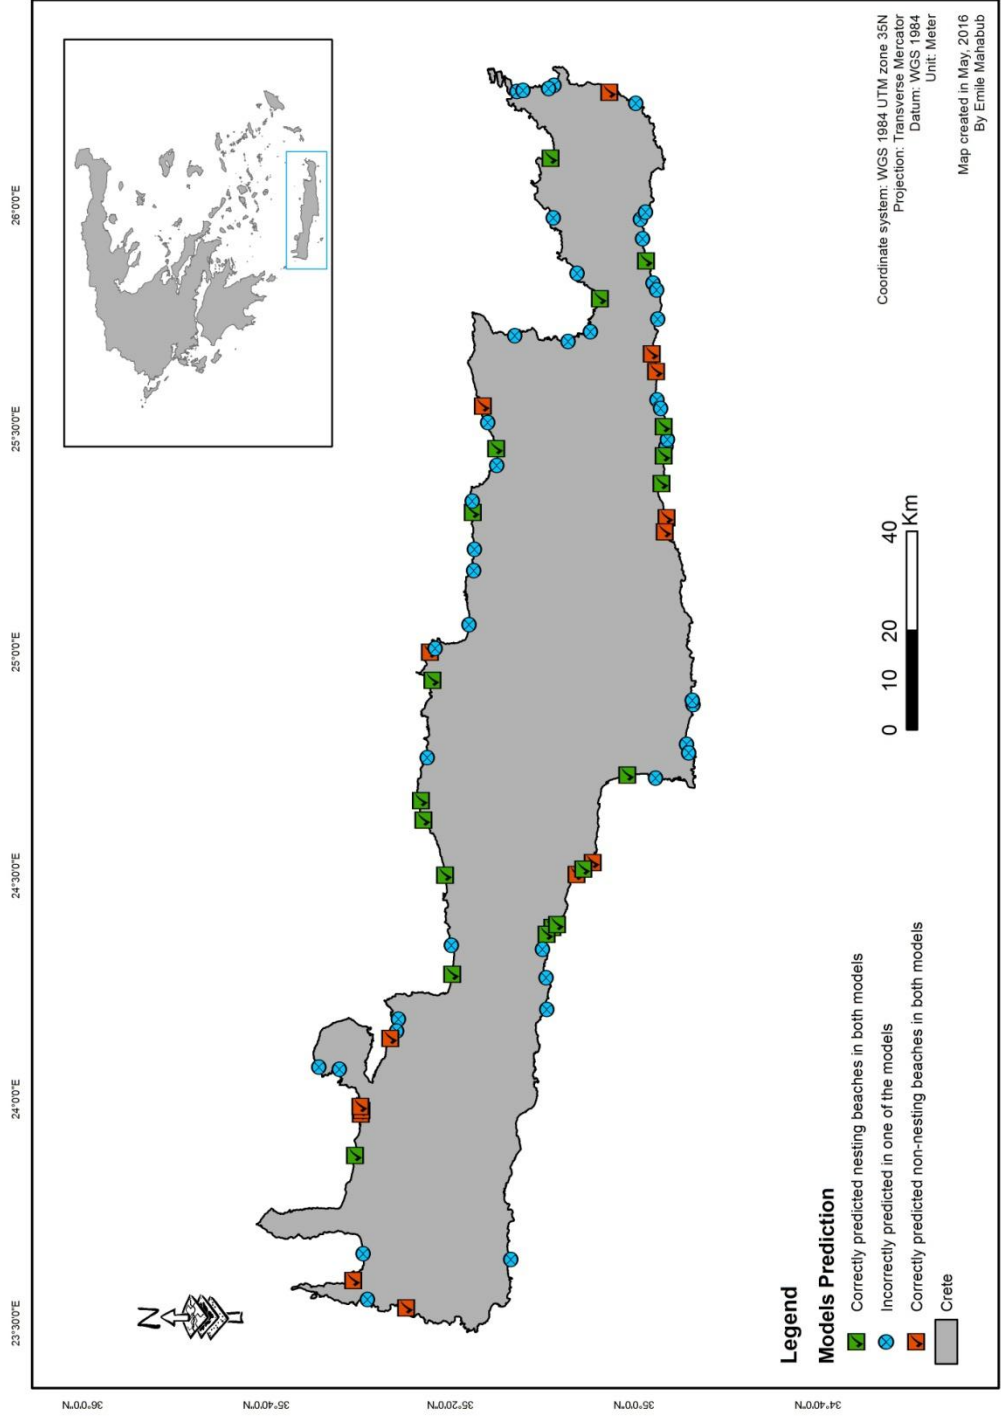 23°30'0"E
24°0'0"E
24°30'0"E
25°0'0"E
25°30'0"E
26°0'0"E
36°0'0"N
35°40'0"N
35°20'0"N
35°0'0"N
34°40'0"N
N
Legend
Models Prediction
Correctly predicted nesting beaches in both models
Incorrectly predicted in one of the models
Correctly predicted non-nesting beaches in both models
Crete
0 10 20 40
Km
Coordinate system: WGS 1984 UTM zone 35N
Projection: Transverse Mercator
Datum: WGS 1984
Unit: Meter
Map created in May, 2016
By Emile Mahabub